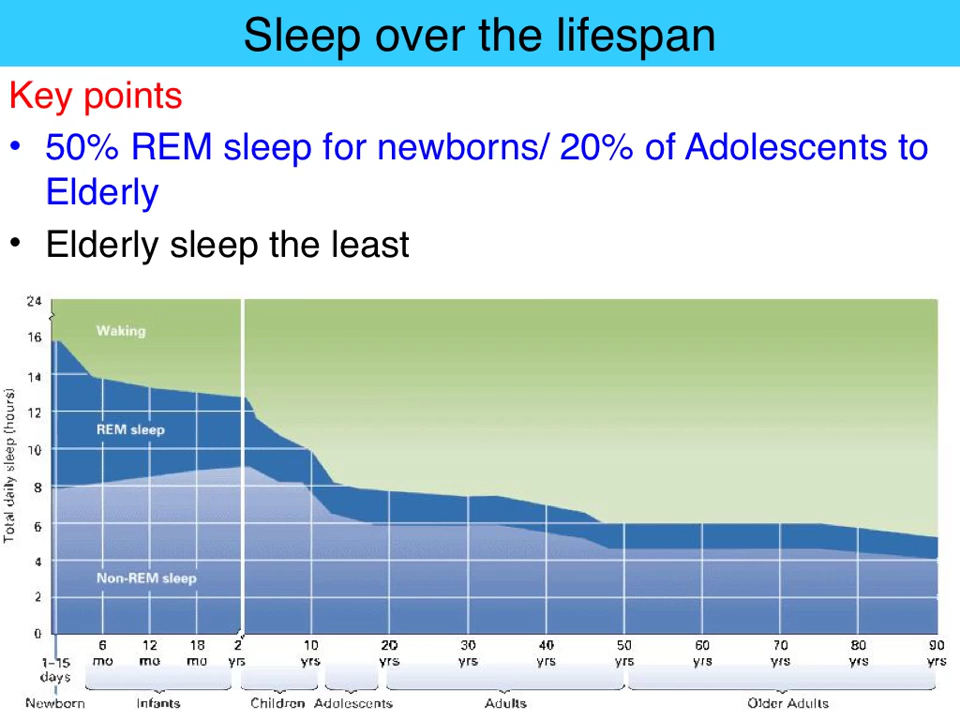 Sleep over the lifespan
Key points
• 50% REM sleep for newborns/ 20% of Adolescents to
Elderly
• Elderly sleep the least
24
16
14
12
10
8
6
4
2
0
Total daily sleep (hours)
Waking
REM sleep
Non-REM sleep
1–15
days
6
mo
12
mo
18
mo
2
yrs
10
yrs
20
yrs
30
yrs
40
yrs
50
yrs
60
yrs
70
yrs
80
yrs
90
yrs
Newborn
Infants
Children
Adolescents
Adults
Older Adults